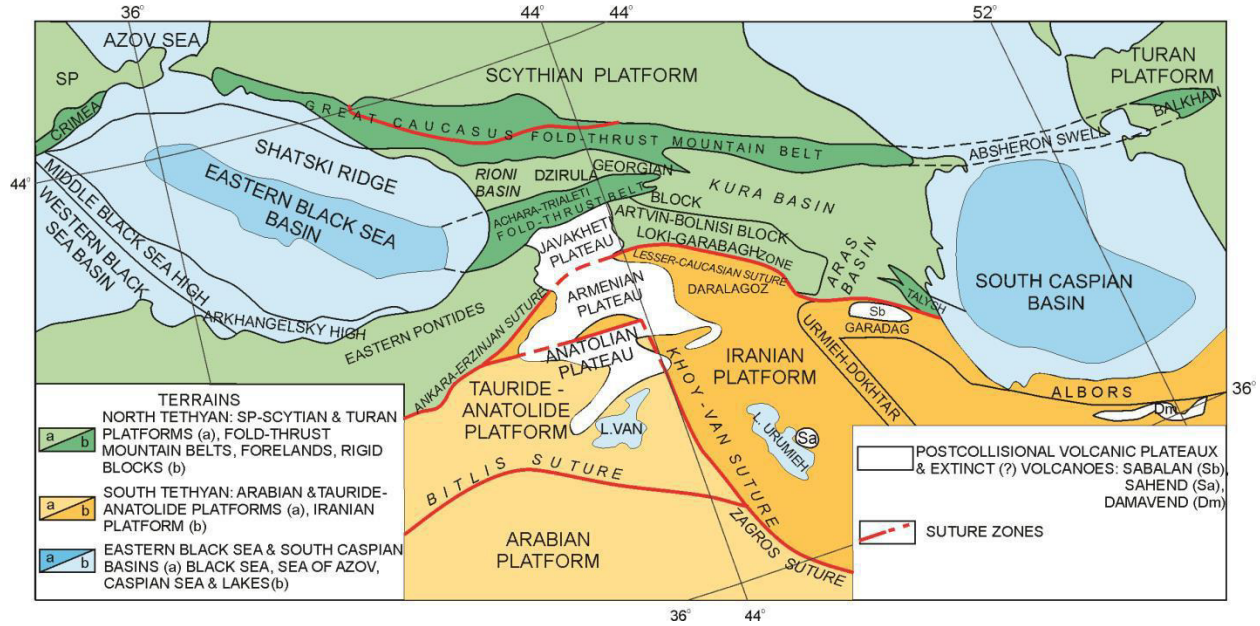 36°
44°
44°
52°
AZOV SEA
SP
CRIMEA
SCYTHIAN PLATFORM
TURAN
PLATFORM
BALKHAN
GREAT CAUCASUS FOLD-THRUST MOUNTAIN BELT
ABSHERON SWELL
44°
SHATSKI RIDGE
EASTERN BLACK SEA
BASIN
MIDDLE BLACK SEA HIGH
WESTERN BLACK
SEA BASIN
ARKHANGELSKY HIGH
RIONI
BASIN
DZIRULA
GEORGIAN
BLOCK
KURA BASIN
ACHARA-TRIALETI
FOLD-THRUST BELT
ARTVIN-BOLNISI BLOCK
LOKI-GARABAGH ZONE
JAVAKHETI
PLATEAU
LESSER-CAUCASIAN SUTURE
DARALAGOZ
ARAS
BASIN
TALYSH
SOUTH CASPIAN
BASIN
ARMENIAN
PLATEAU
EASTERN PONTIDES
ANKARA-ERZINJAN SUTURE
ANATOLIAN
PLATEAU
Sb
GARADAG
URMIEH-DOKHTAR
IRANIAN
PLATFORM
KHOY-VAN SUTURE
ALBORS
Dm
36°
TAURIDE -
ANATOLIDE
PLATFORM
L.VAN
L. URUMIEH
Sa
BITLIS SUTURE
ARABIAN
PLATFORM
ZAGROS SUTURE
36°
44°
TERRAINS
a b
NORTH TETHYAN: SP-SCYTIAN & TURAN
PLATFORMS (a), FOLD-THRUST
MOUNTAIN BELTS, FORELANDS, RIGID
BLOCKS (b)
a b
SOUTH TETHYAN: ARABIAN &TAURIDE-
ANATOLIDE PLATFORMS (a), IRANIAN
PLATFORM (b)
a b
EASTERN BLACK SEA & SOUTH CASPIAN
BASINS (a) BLACK SEA, SEA OF AZOV,
CASPIAN SEA & LAKES(b)
POSTCOLLISIONAL VOLCANIC PLATEAUX
& EXTINCT (?) VOLCANOES: SABALAN (Sb),
SAHEND (Sa),
DAMAVEND (Dm)
SUTURE ZONES